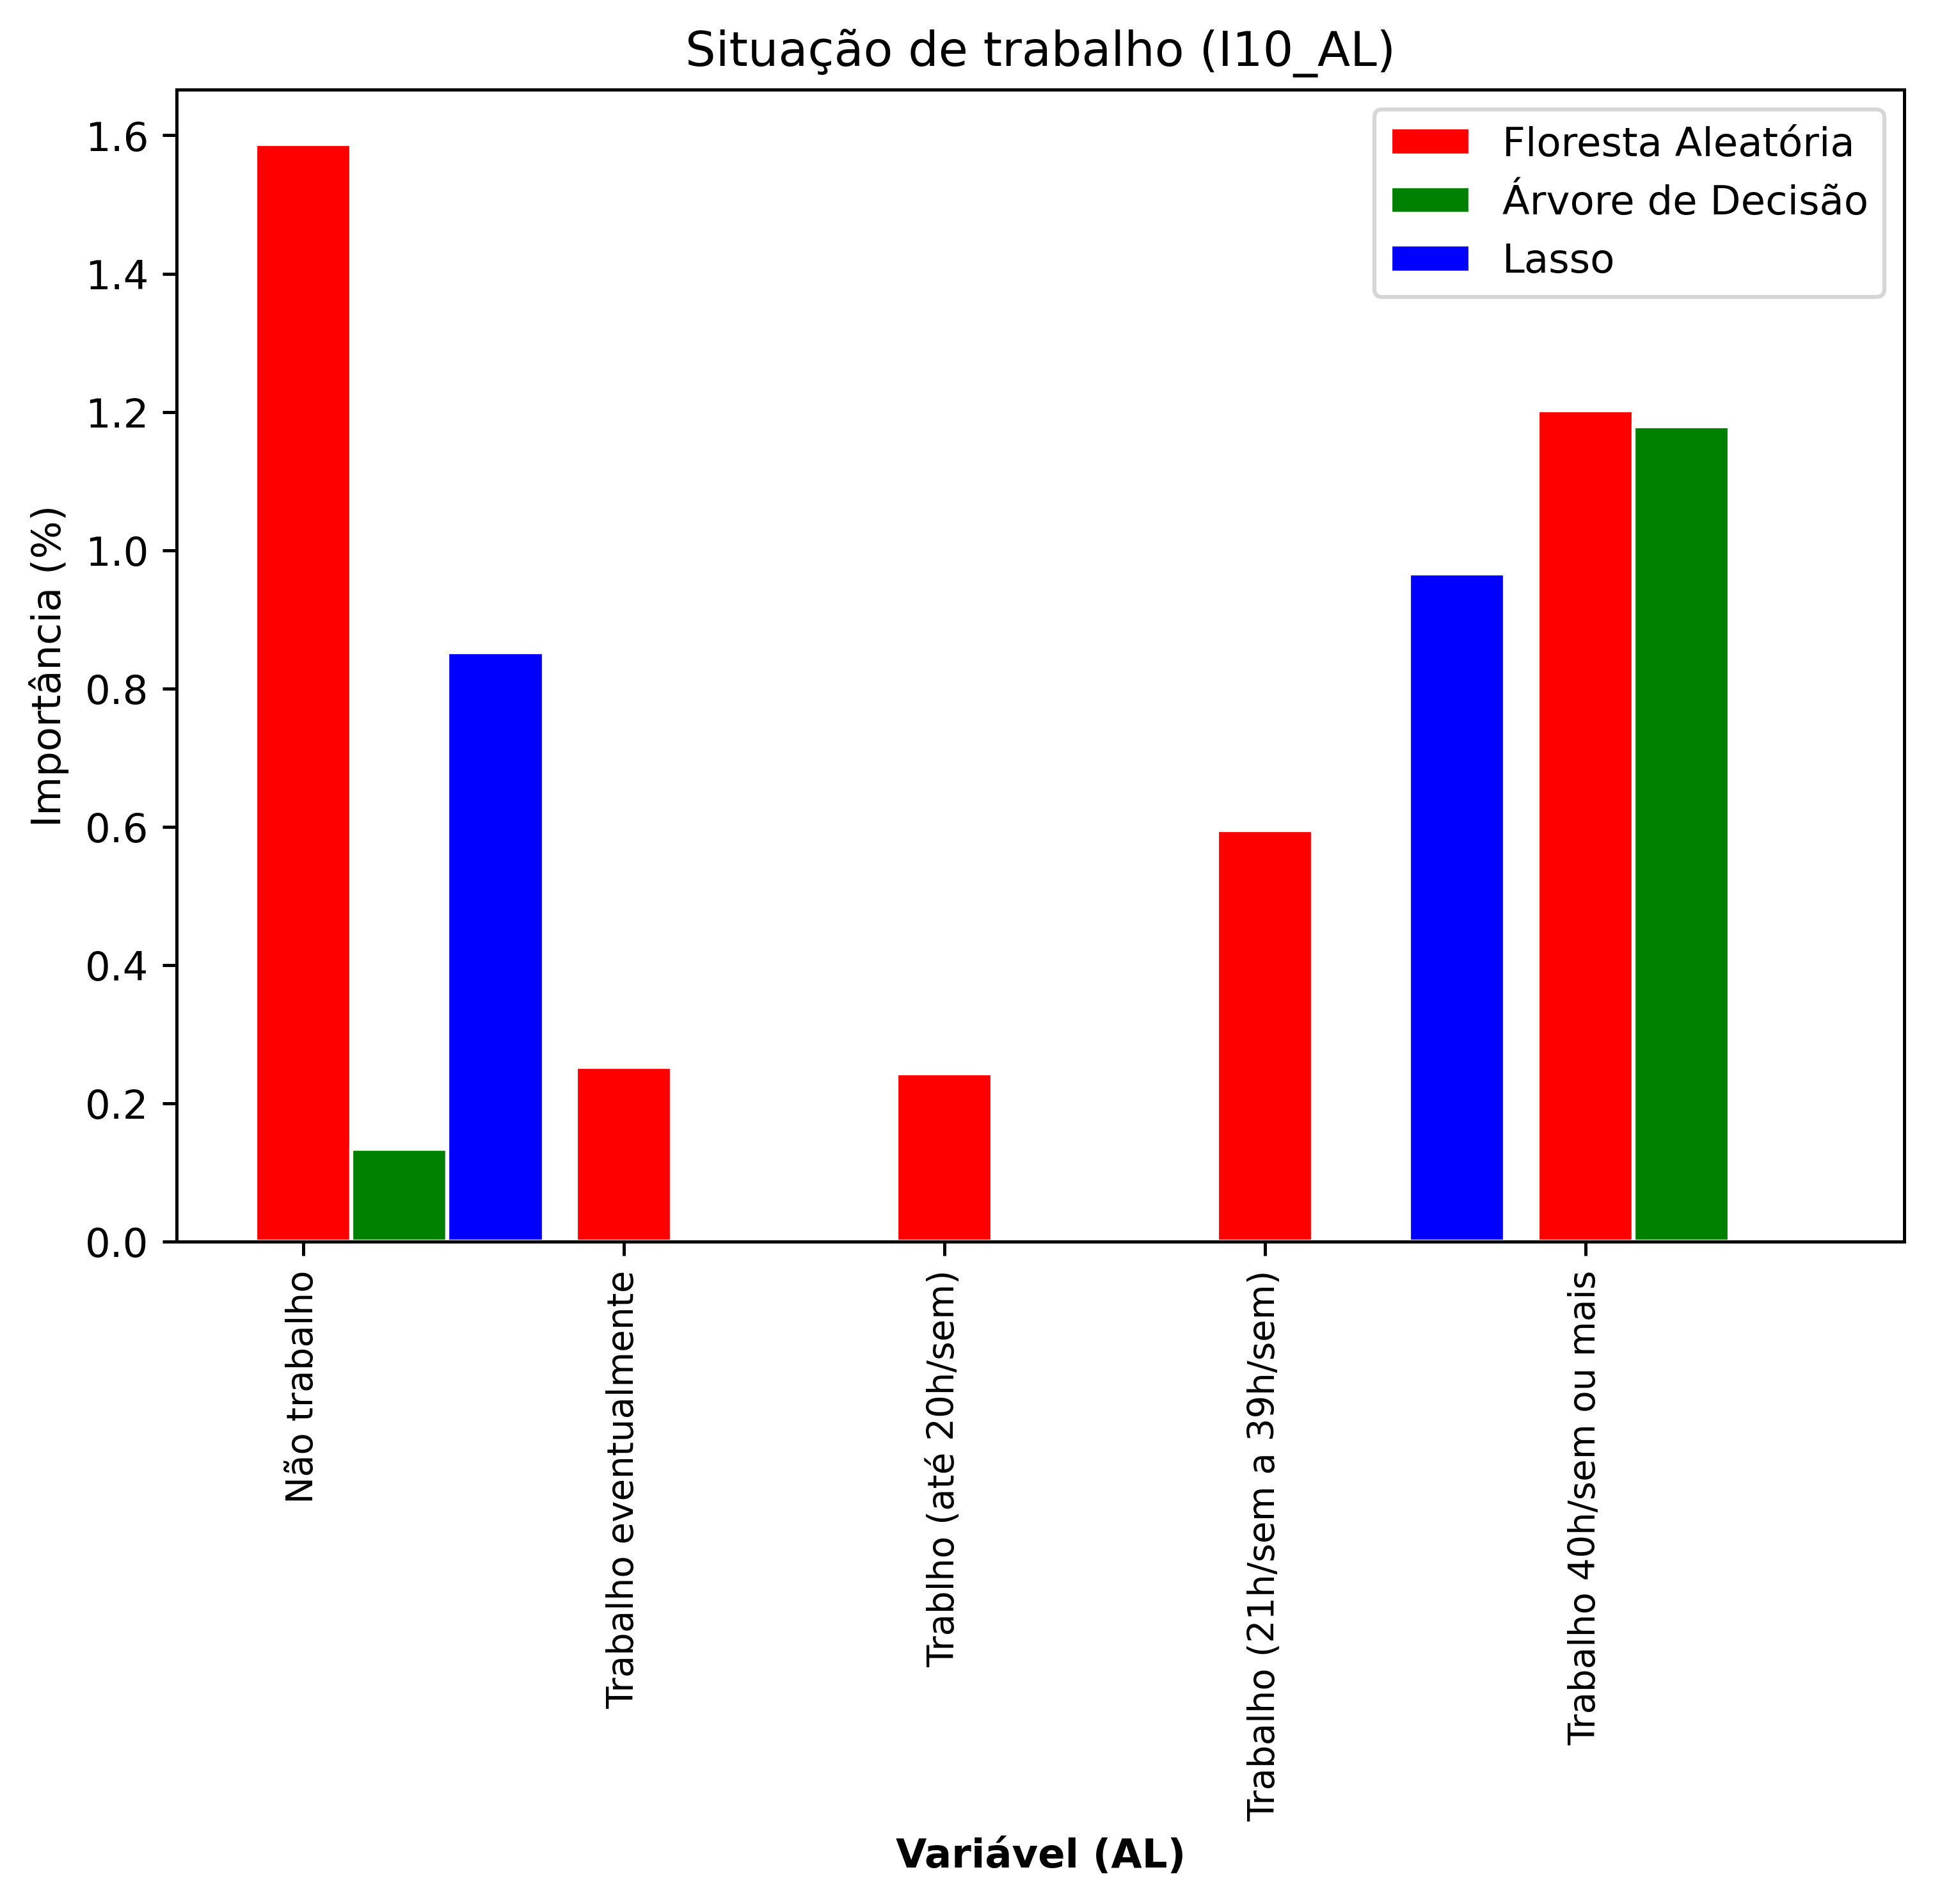 Situação de trabalho (I10_AL)
Floresta Aleatória
Árvore de Decisão
Lasso
Importância (%)
1.6
1.4
1.2
1.0
0.8
0.6
0.4
0.2
0.0
Não trabalho
Trabalho eventualmente
Trablho (até 20h/sem)
Trabalho (21h/sem a 39h/sem)
Trabalho 40h/sem ou mais
Variável (AL)